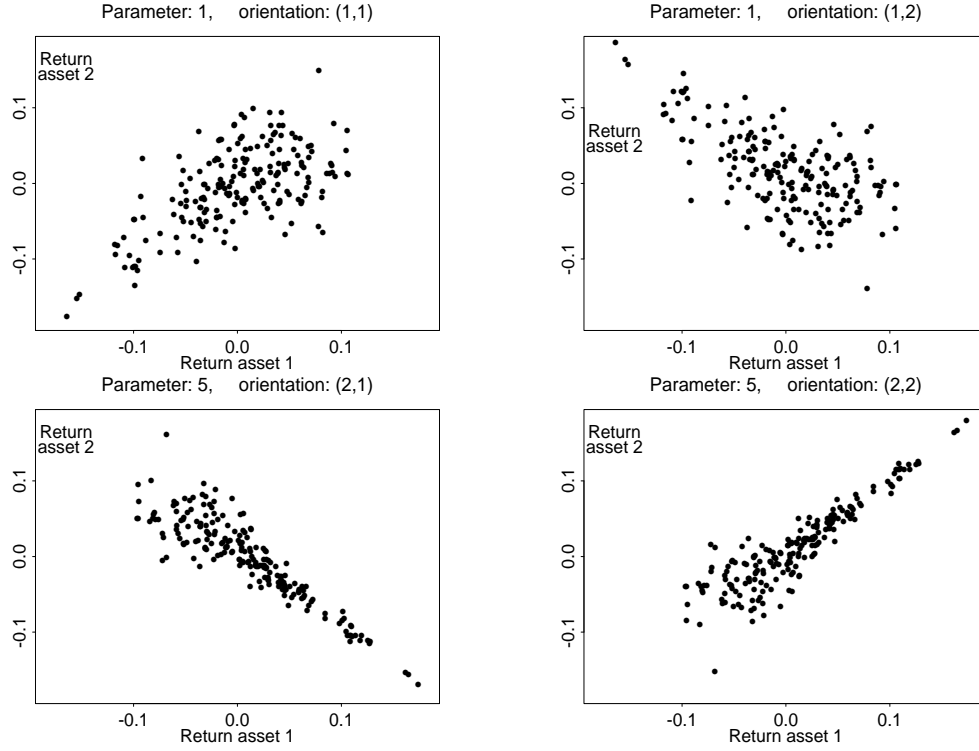 Parameter: 1, orientation: (1,1)
Return
asset 2
0.1
0.0
-0.1
-0.1 0.0 0.1
Return asset 1
Parameter: 1, orientation: (1,2)
0.1
Return
asset 2
0.0
-0.1
-0.1 0.0 0.1
Return asset 1
Parameter: 5, orientation: (2,1)
Return
asset 2
0.1
0.0
-0.1
-0.1 0.0 0.1
Return asset 1
Parameter: 5, orientation: (2,2)
Return
asset 2
0.1
0.0
-0.1
-0.1 0.0 0.1
Return asset 1